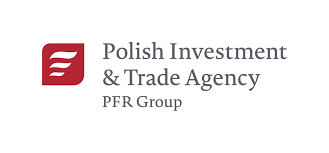 Polish Investment
& Trade Agency
PFR Group